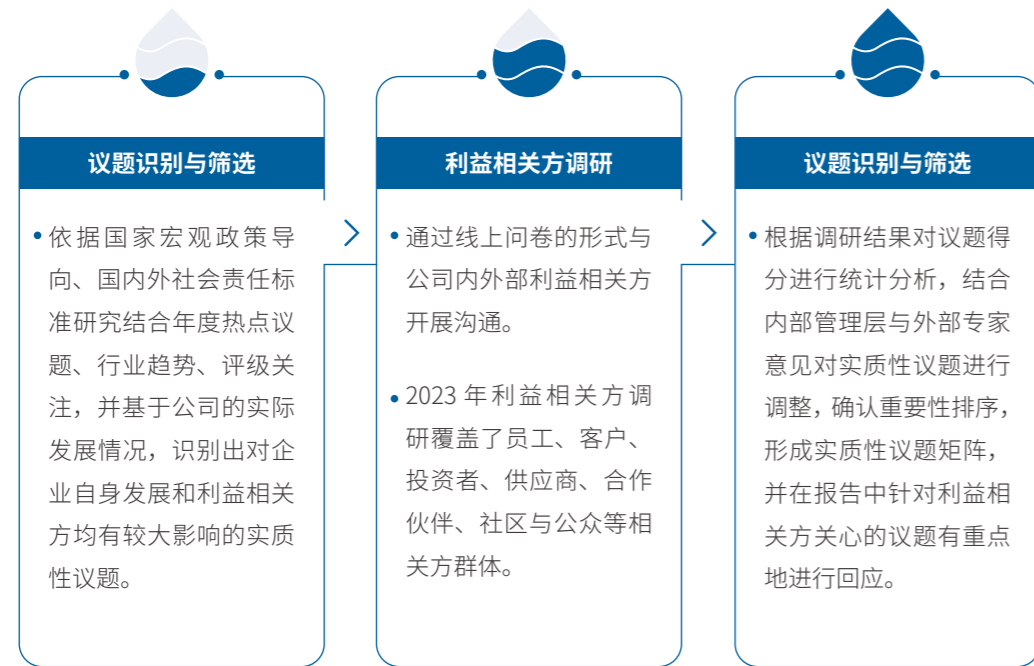 议题识别与筛选
依据国家宏观政策导
向、国内外社会责任标
准研究结合年度热点议
题、行业趋势、评级关
注，并基于公司的实际
发展情况，识别出对企
业自身发展和利益相关
方均有较大影响的实质
性议题。
利益相关方调研
通过线上问卷的形式与
公司内外部利益相关方
开展沟通。
2023 年利益相关方调
研覆盖了员工、客户、
投资者、供应商、合作
伙伴、社区与公众等相
关方群体。
议题识别与筛选
根据调研结果对议题得
分进行统计分析，结合
内部管理层与外部专家
意见对实质性议题进行
调整，确认重要性排序，
形成实质性议题矩阵，
并在报告中针对利益相
关方关心的议题有重点
地进行回应。